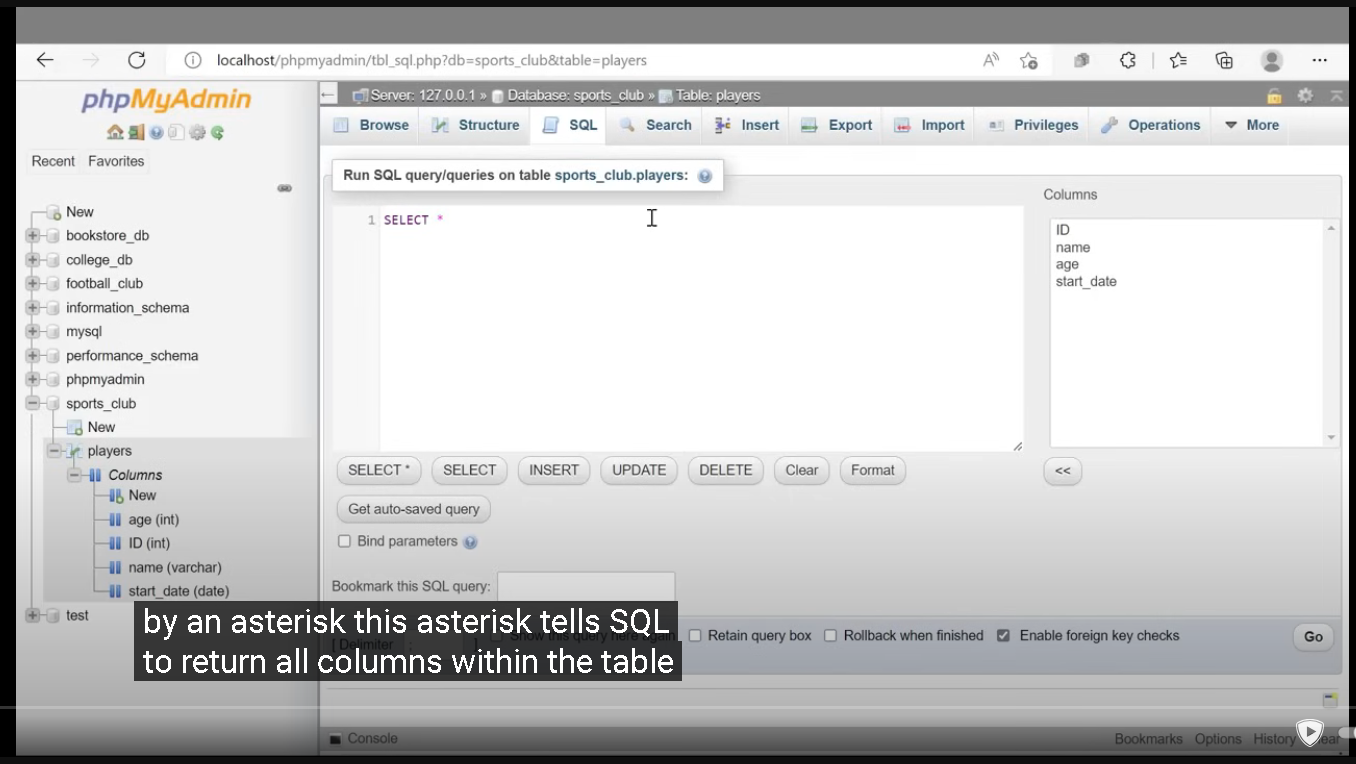 localhost/phpmyadmin/tbl_sql.php?db=sports_club&table=players
phpMyAdmin
Recent Favorites
New
bookstore_db
college_db
football_club
information_schema
mysql
performance_schema
phpmyadmin
sports_club
New
players
Columns
New
age (int)
ID (int)
name (varchar)
start_date (date)
test
Server: 127.0.0.1 » Database: sports_club » Table: players
Browse Structure SQL Search Insert Export Import Privileges Operations More
Run SQL query/queries on table sports_club.players:
1 SELECT *
Columns
ID
name
age
start_date
SELECT * SELECT INSERT UPDATE DELETE Clear Format <<
Get auto-saved query
Bind parameters
Bookmark this SQL query:
[ Delimiter ; ] Show this query here again Retain query box Rollback when finished Enable foreign key checks Go
by an asterisk this asterisk tells SQL
to return all columns within the table
Console Bookmarks Options History